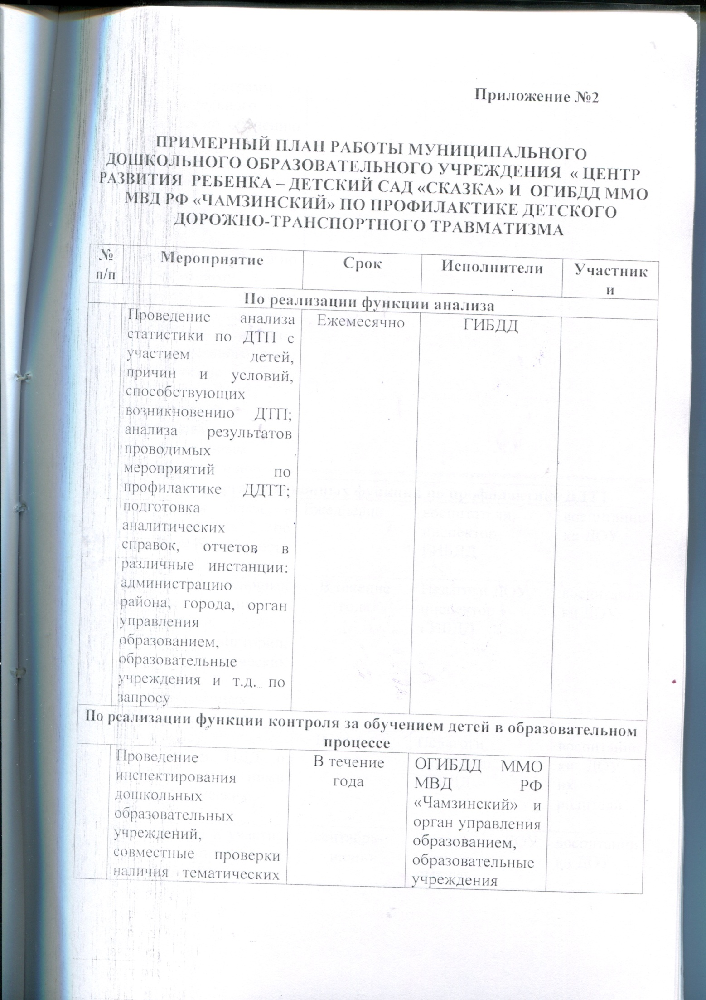 Приложение №2
ПРИМЕРНЫЙ ПЛАН РАБОТЫ МУНИЦИПАЛЬНОГО
ДОШКОЛЬНОГО ОБРАЗОВАТЕЛЬНОГО УЧРЕЖДЕНИЯ « ЦЕНТР
РАЗВИТИЯ РЕБЕНКА – ДЕТСКИЙ САД «СКАЗКА» И ОГИБДД ММО
МВД РФ «ЧАМЗИНСКИЙ» ПО ПРОФИЛАКТИКЕ ДЕТСКОГО
ДОРОЖНО-ТРАНСПОРТНОГО ТРАВМАТИЗМА
№
п/п
Мероприятие
Срок
Исполнители
Участник
и
По реализации функции анализа
Проведение анализа
статистики по ДТП с
участием детей,
причин и условий,
способствующих
возникновению ДТП;
анализа результатов
проводимых
мероприятий по
профилактике ДДТТ;
подготовка
аналитических
справок, отчетов в
различные инстанции:
администрацию
района, города, орган
управления
образованием,
образовательные
учреждения и т.д. по
запросу
Ежемесячно
ГИБДД
По реализации функции контроля за обучением детей в образовательном
процессе
Проведение
инспектирования
дошкольных
образовательных
учреждений,
совместные проверки
наличия тематических
В течение
года
ОГИБДД ММО
МВД РФ
«Чамзинский» и
орган управления
образованием,
образовательные
учреждения